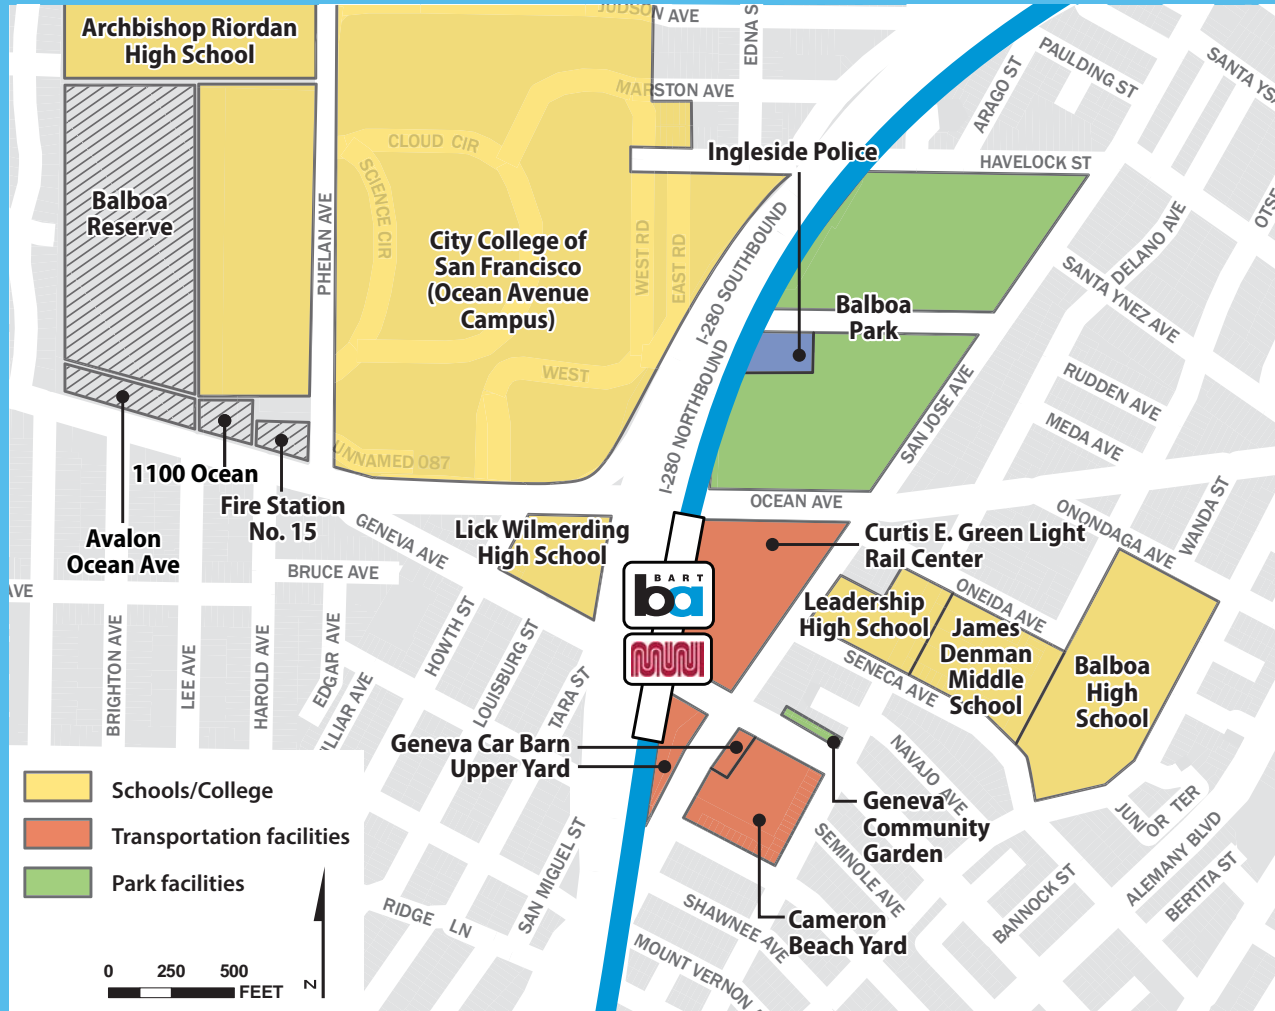 JUDSON AVE
EDNA S
Archbishop Riordan
High School
PAULDING ST
SANTA YSA
ARAGO ST
MARSTON AVE
CLOUD CIR
Ingleside Police
HAVELOCK ST
SCIENCE CIR
Balboa
Reserve
PHELAN AVE
City College of
San Francisco
(Ocean Avenue
Campus)
WEST RD
EAST RD
I-280 SOUTHBOUND
DELANO AVE
OTSE
SANTA YNEZ AVE
Balboa
Park
I-280 NORTHBOUND
WEST
RUDDEN AVE
SAN JOSE AVE
MEDA AVE
UNNAMED 087
1100 Ocean
Fire Station
No. 15
Avalon
Ocean Ave
OCEAN AVE
ONONDAGA AVE
WANDA ST
GENEVA AVE
Lick Wilmerding
High School
Curtis E. Green Light
Rail Center
BART
ba
MUNI
BRUCE AVE
AVE
Leadership
High School
ONEIDA AVE
James
Denman
Middle
School
Balboa
High
School
SENECA AVE
BRIGHTON AVE
LEE AVE
HAROLD AVE
EDGAR AVE
ILLIAR AVE
HOWTH ST
LOUISBURG ST
TARA ST
Geneva Car Barn
Upper Yard
NAVAJO AVE
Geneva
Community
Garden
JUNIOR TER
ALEMANY BLVD
BERTITA ST
SEMINOLE AVE
BANNOCK ST
Schools/College
Transportation facilities
Park facilities
SAN MIGUEL ST
RIDGE LN
SHAWNEE AVE
MOUNT VERNON
Cameron
Beach Yard
0 250 500
FEET
N